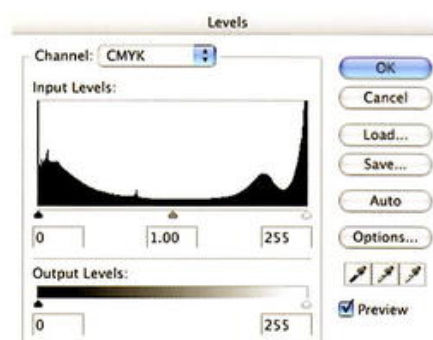 Levels
Channel: CMYK
OK
Input Levels:
Cancel
Load...
Save...
Auto
0 1.00 255
Options...
Output Levels:
Preview
0 255